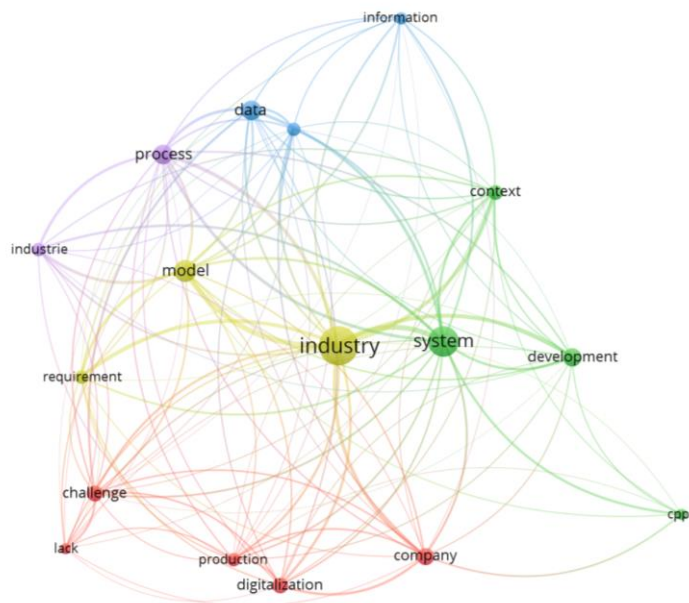 information
data
process
context
industrie
model
industry
system
development
requirement
challenge
cpp
lack
production
company
digitalization